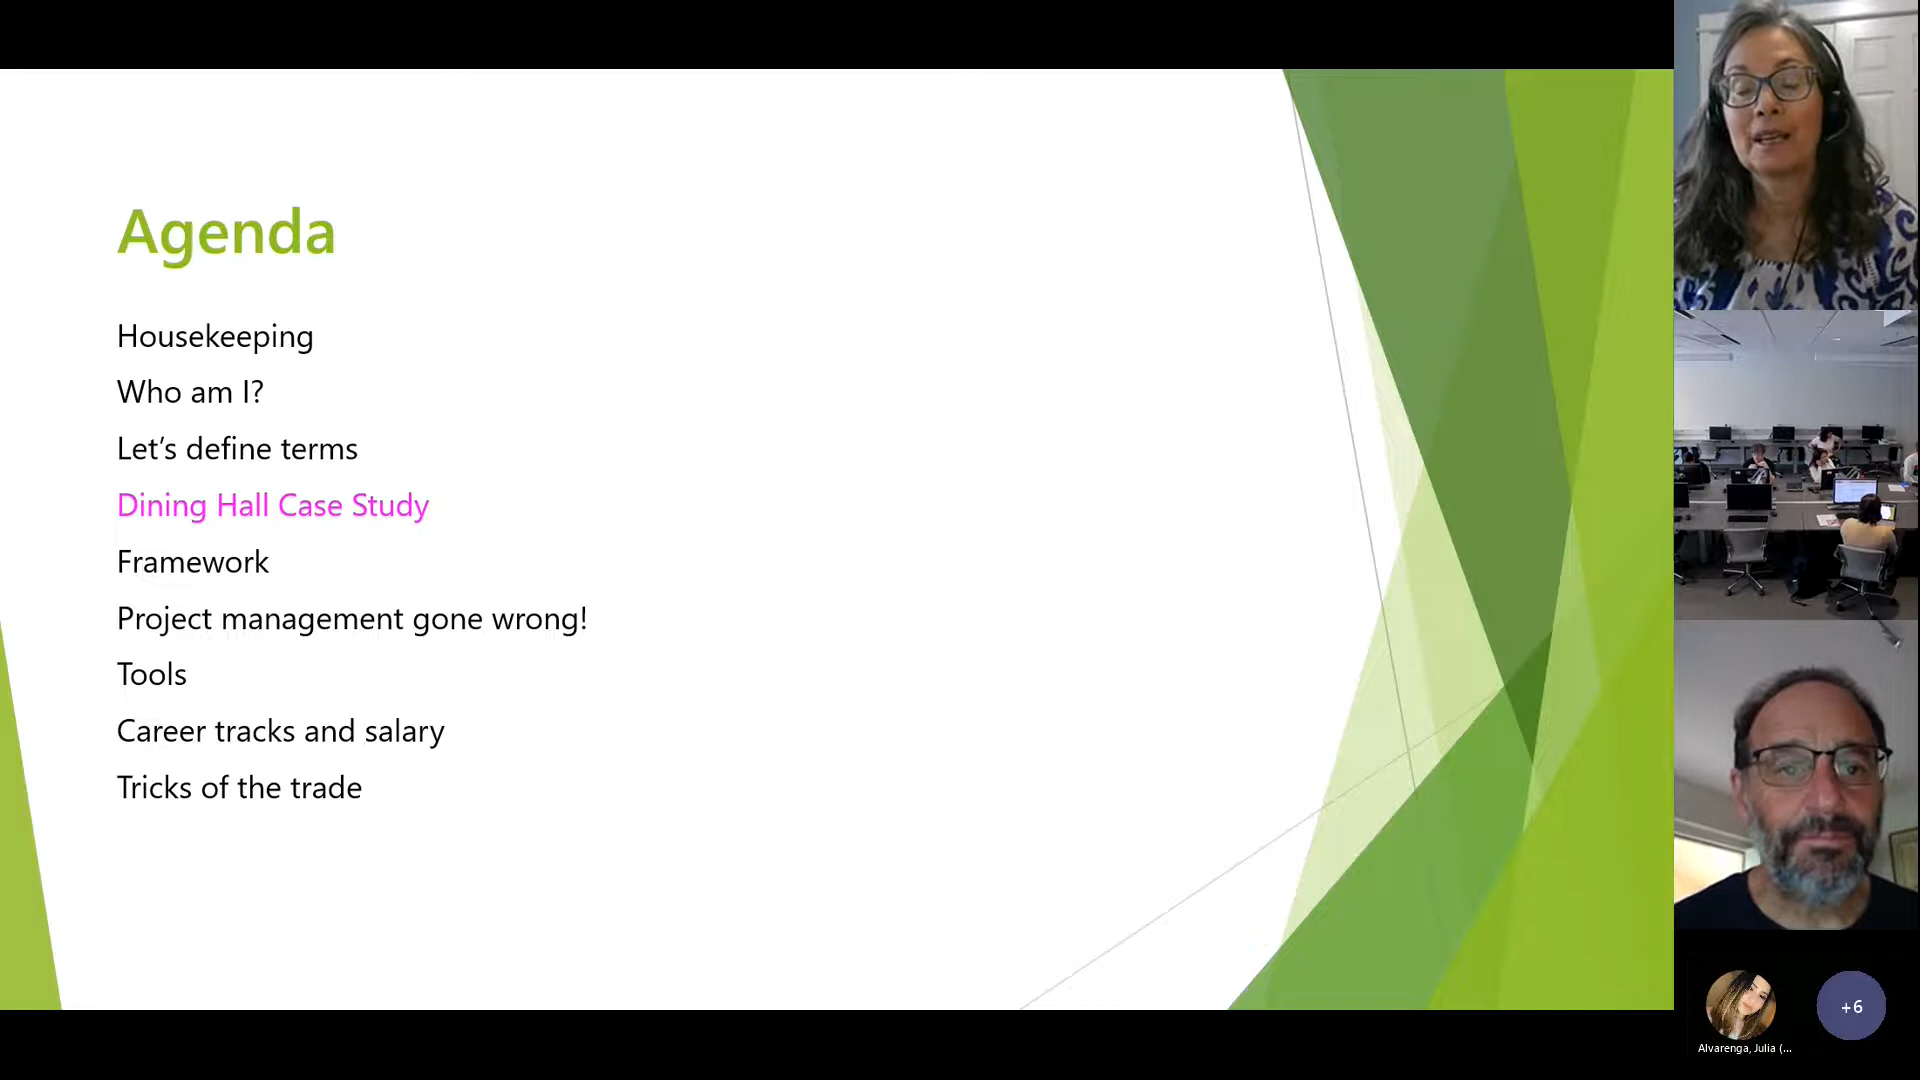 Agenda
Housekeeping
Who am I?
Let’s define terms
Dining Hall Case Study
Framework
Project management gone wrong!
Tools
Career tracks and salary
Tricks of the trade
+6
Alvarenga, Julia (...